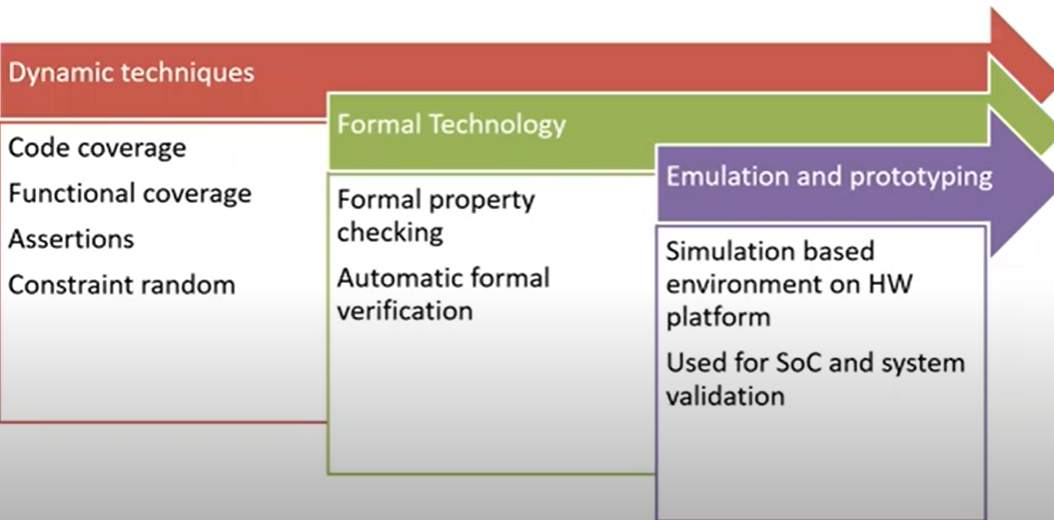 Dynamic techniques
Code coverage
Functional coverage
Assertions
Constraint random
Formal Technology
Formal property
checking
Automatic formal
verification
Emulation and prototyping
Simulation based
environment on HW
platform
Used for SoC and system
validation